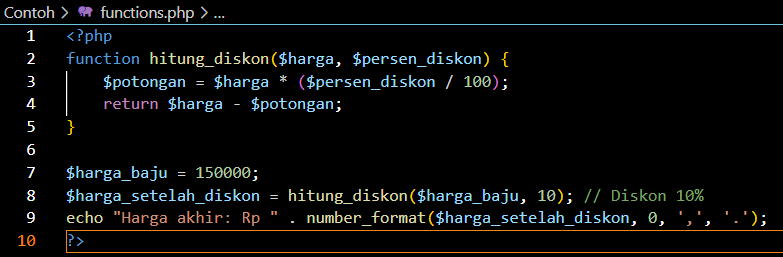 Contoh > functions.php > ...
1 <?php
2 function hitung_diskon($harga, $persen_diskon) {
3     $potongan = $harga * ($persen_diskon / 100);
4     return $harga - $potongan;
5 }
6
7 $harga_baju = 150000;
8 $harga_setelah_diskon = hitung_diskon($harga_baju, 10); // Diskon 10%
9 echo "Harga akhir: Rp " . number_format($harga_setelah_diskon, 0, ',', '.');
10 ?>